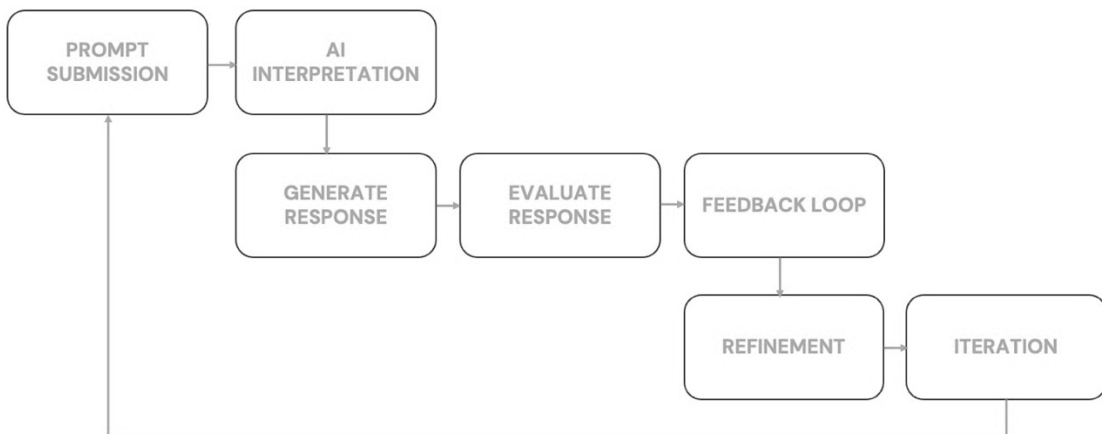 PROMPT
SUBMISSION
AI
INTERPRETATION
GENERATE
RESPONSE
EVALUATE
RESPONSE
FEEDBACK LOOP
REFINEMENT
ITERATION